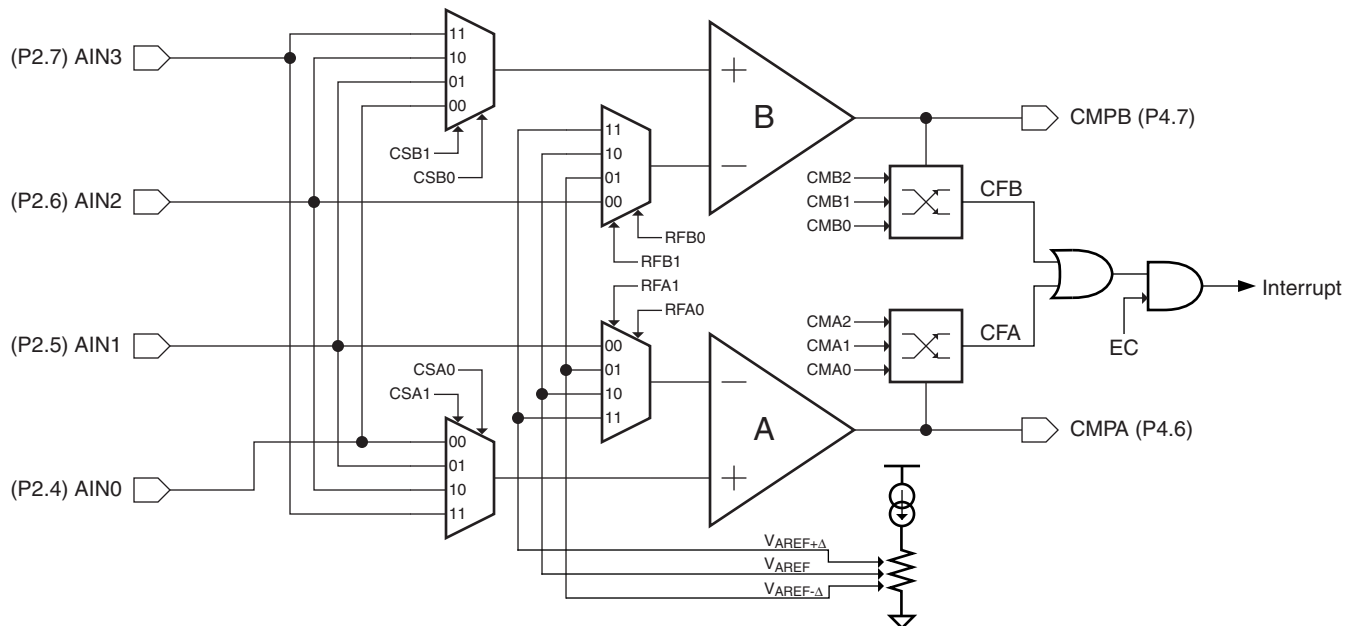 (P2.7) AIN3
11
10
01
00
CSB1
CSB0
+
B
−
CMPB (P4.7)
11
10
01
00
(P2.6) AIN2
RFB0
RFB1
CMB2
CMB1
CMB0
CFB
Interrupt
EC
RFA1
RFA0
(P2.5) AIN1
00
01
10
11
CMA2
CMA1
CMA0
CFA
CSA0
CSA1
−
A
+
CMPA (P4.6)
00
01
10
11
(P2.4) AIN0
VAREF+Δ
VAREF
VAREF-Δ